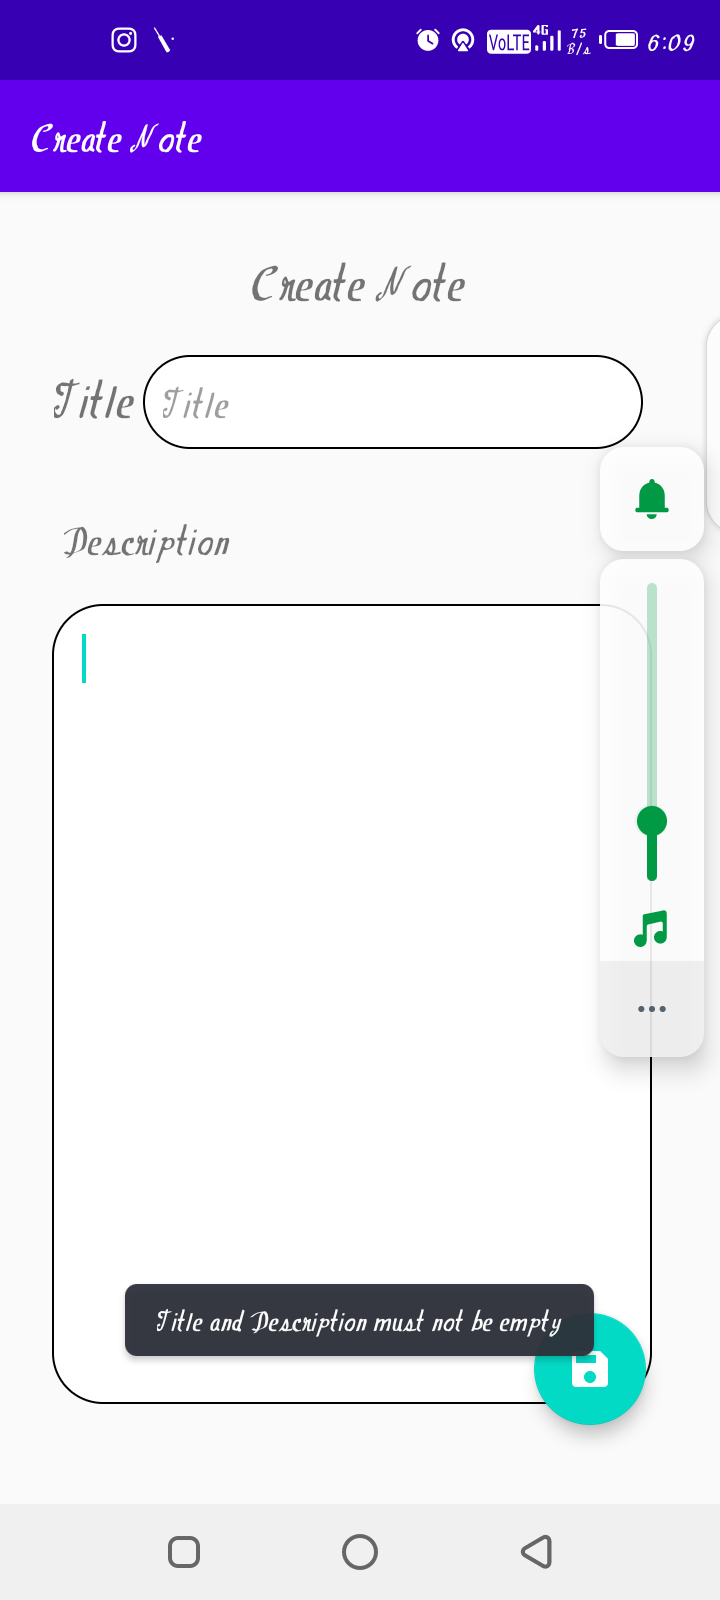 VoLTE 4G 75 B/s 6:09
Create Note
Create Note
Title Title
Description
Title and Description must not be empty